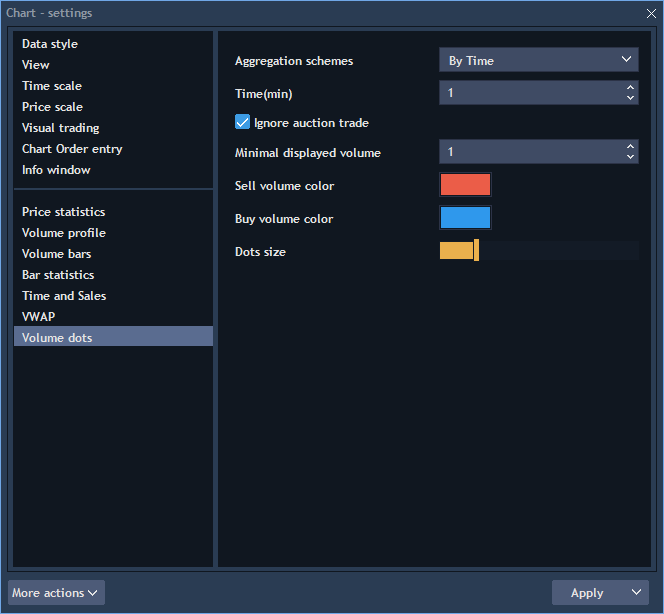 Chart - settings
Data style
View
Time scale
Price scale
Visual trading
Chart Order entry
Info window
Price statistics
Volume profile
Volume bars
Bar statistics
Time and Sales
VWAP
Volume dots
Aggregation schemes
By Time
Time(min)
1
Ignore auction trade
Minimal displayed volume
1
Sell volume color
Buy volume color
Dots size
More actions
Apply